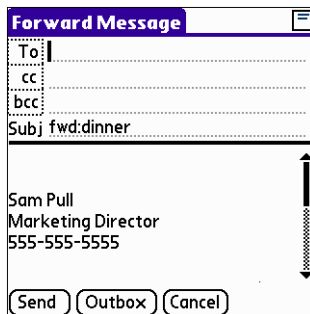 Forward Message
To
cc
bcc
Subj fwd:dinner
Sam Pull
Marketing Director
555-555-5555
Send Outbox Cancel